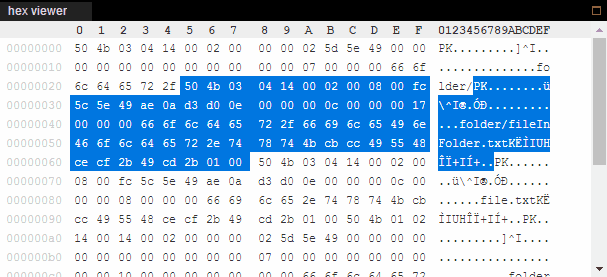 hex viewer
0 1 2 3 4 5 6 7 8 9 A B C D E F 0123456789ABCDEF
00000000 50 4b 03 04 14 00 02 00 00 00 02 5d 5e 49 00 00 PK.........]^I..
00000010 00 00 00 00 00 00 00 00 00 00 07 00 00 00 66 6f ..............fo
00000020 6c 64 65 72 2f 50 4b 03 04 14 00 02 00 08 00 fc lder/PK........ü
00000030 5c 5e 49 ae 0a d3 d0 0e 00 00 00 0c 00 00 00 17 \^I®.ÓÐ.........
00000040 00 00 00 66 6f 6c 64 65 72 2f 66 69 6c 65 49 6e ...folder/fileIn
00000050 46 6f 6c 64 65 72 2e 74 78 74 4b cb cc 49 55 48 Folder.txtKËÌIUH
00000060 ce cf 2b 49 cd 2b 01 00 50 4b 03 04 14 00 02 00 ÎÏ+IÍ+..PK......
00000070 08 00 fc 5c 5e 49 ae 0a d3 d0 0e 00 00 00 0c 00 ..ü\^I®.ÓÐ......
00000080 00 00 08 00 00 00 66 69 6c 65 2e 74 78 74 4b cb ......file.txtKË
00000090 cc 49 55 48 ce cf 2b 49 cd 2b 01 00 50 4b 01 02 ÌIUHÎÏ+IÍ+..PK..
000000a0 14 00 14 00 02 00 00 00 02 5d 5e 49 00 00 00 00 .........]^I....
000000b0 00 00 00 00 00 00 00 00 07 00 00 00 00 00 00 00 ................
000000c0 00 00 10 00 00 00 00 00 00 00 66 6f 6c 64 65 72 ..........folder